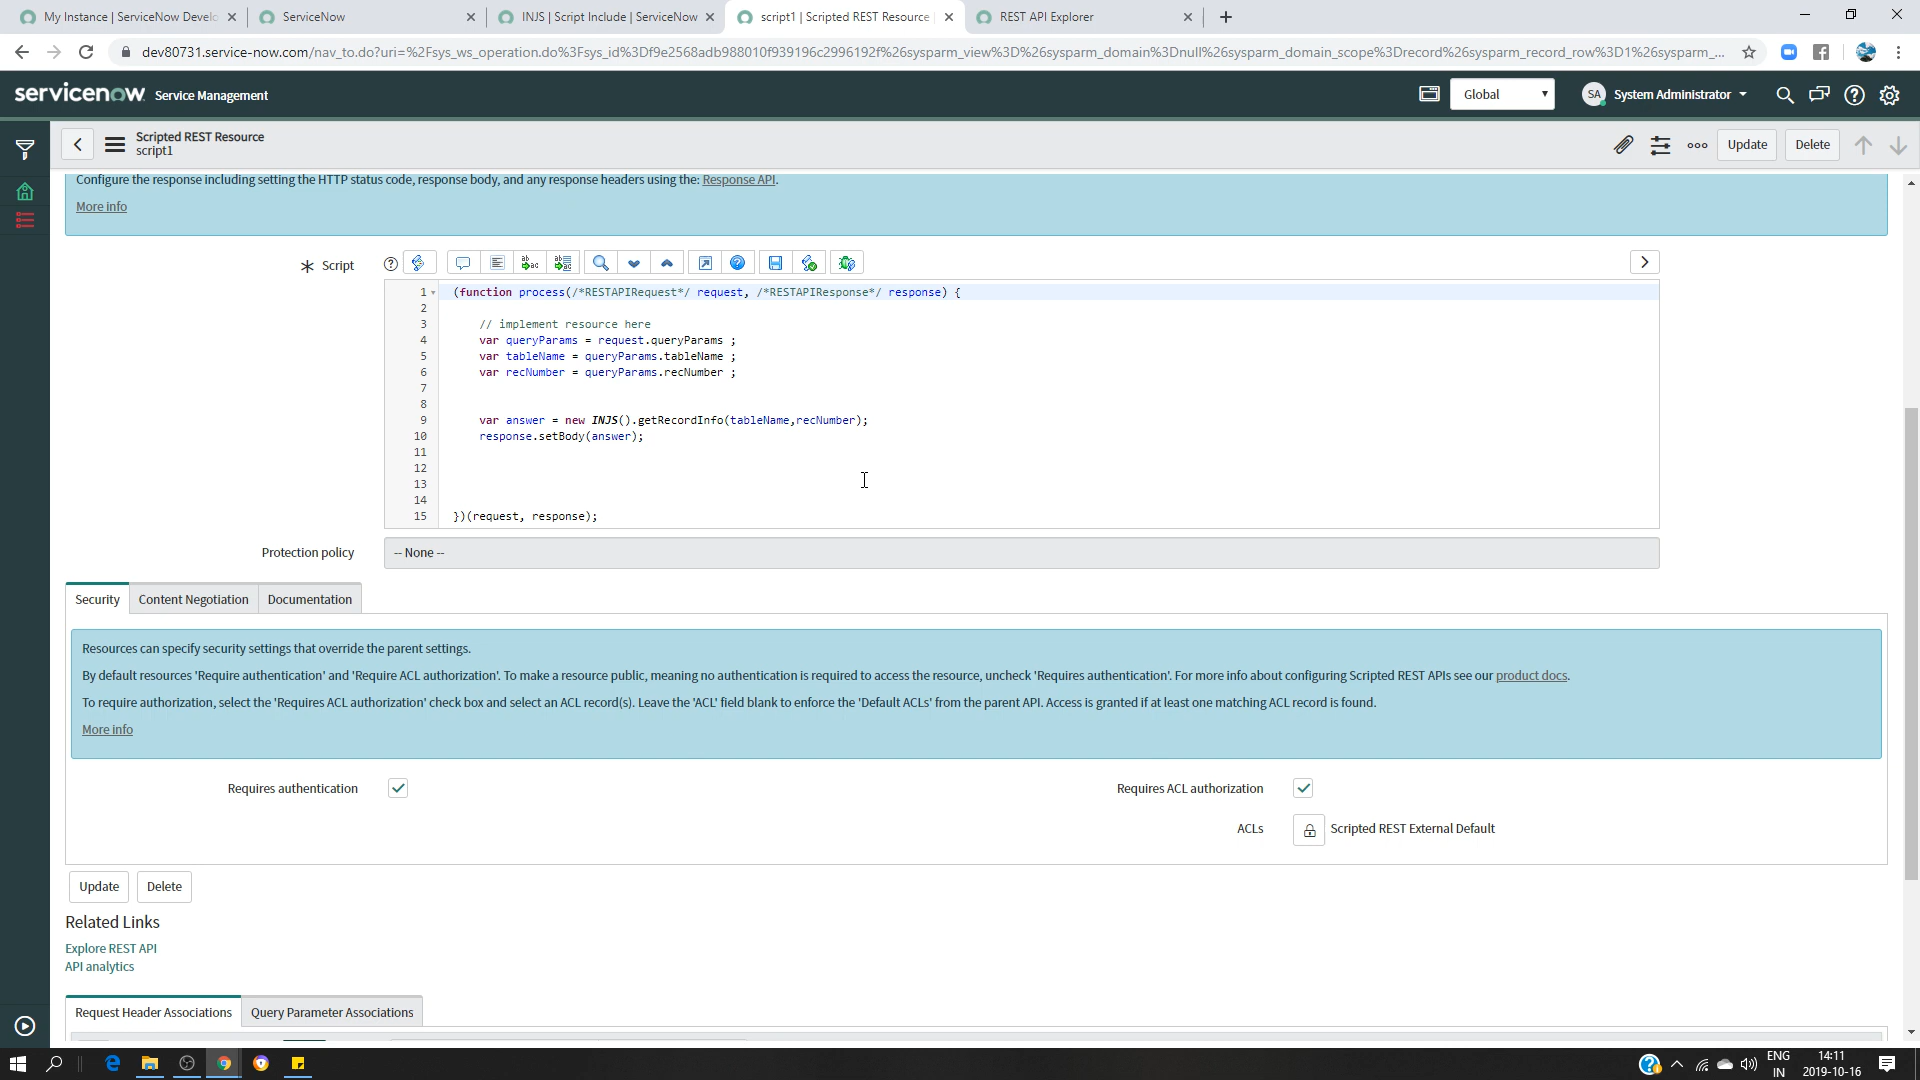 My Instance | ServiceNow Develo
ServiceNow
INJS | Script Include | ServiceNow
script1 | Scripted REST Resource
REST API Explorer
dev80731.service-now.com/nav_to.do?uri=%2Fsys_ws_operation.do%3Fsys_id%3Df9e2568adb988010f939196c2996192f%26sysparm_view%3D%26sysparm_domain%3Dnull%26sysparm_domain_scope%3Drecord%26sysparm_record_row%3D1%26sysparm_...
servicenow Service Management
Global
SA System Administrator
Scripted REST Resource
script1
Update
Delete
Configure the response including setting the HTTP status code, response body, and any response headers using the: Response API.
More info
Script
1 (function process(/*RESTAPIRequest*/ request, /*RESTAPIResponse*/ response) {
2
3 // implement resource here
4 var queryParams = request.queryParams ;
5 var tableName = queryParams.tableName ;
6 var recNumber = queryParams.recNumber ;
7
8
9 var answer = new INJS().getRecordInfo(tableName,recNumber);
10 response.setBody(answer);
11
12
13
14
15 })(request, response);
Protection policy
-- None --
Security
Content Negotiation
Documentation
Resources can specify security settings that override the parent settings.
By default resources 'Require authentication' and 'Require ACL authorization'. To make a resource public, meaning no authentication is required to access the resource, uncheck 'Requires authentication'. For more info about configuring Scripted REST APIs see our product docs.
To require authorization, select the 'Requires ACL authorization' check box and select an ACL record(s). Leave the 'ACL' field blank to enforce the 'Default ACLs' from the parent API. Access is granted if at least one matching ACL record is found.
More info
Requires authentication
Requires ACL authorization
ACLs
Scripted REST External Default
Update
Delete
Related Links
Explore REST API
API analytics
Request Header Associations
Query Parameter Associations
ENG
IN
14:11
2019-10-16